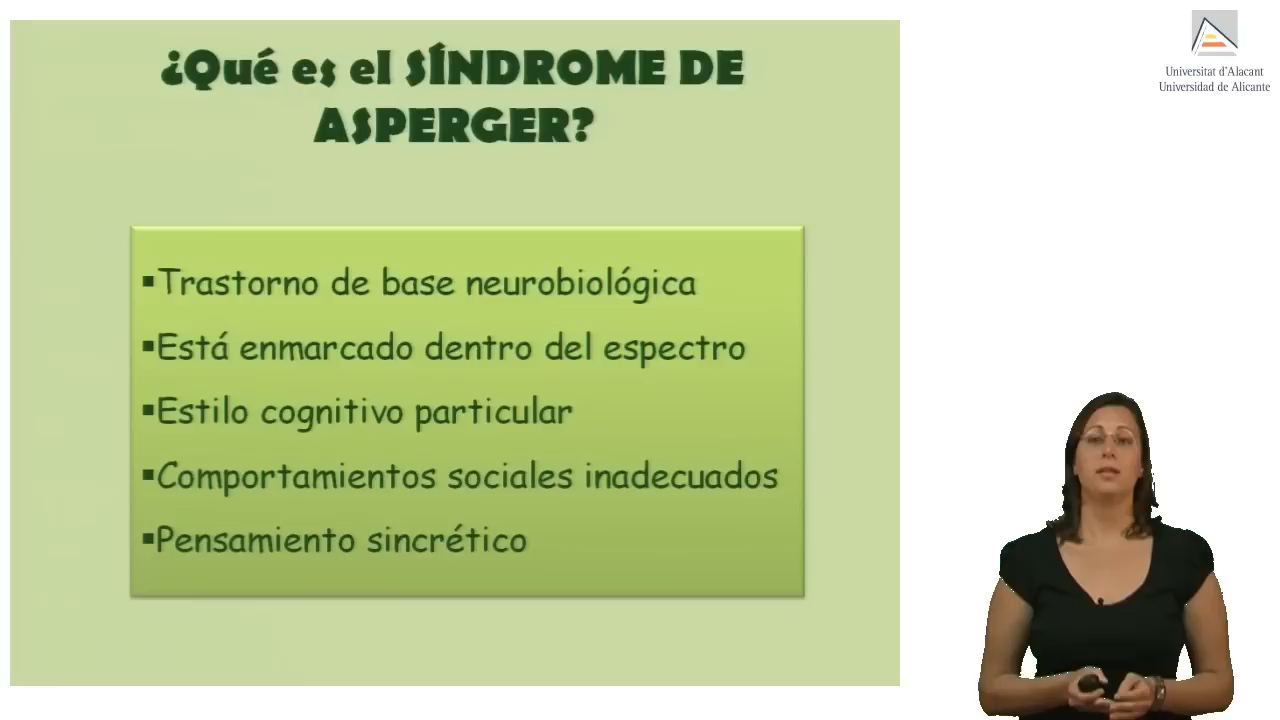 ¿Qué es el SÍNDROME DE
ASPERGER?
▪Trastorno de base neurobiológica
▪Está enmarcado dentro del espectro
▪Estilo cognitivo particular
▪Comportamientos sociales inadecuados
▪Pensamiento sincrético
Universitat d'Alacant
Universidad de Alicante